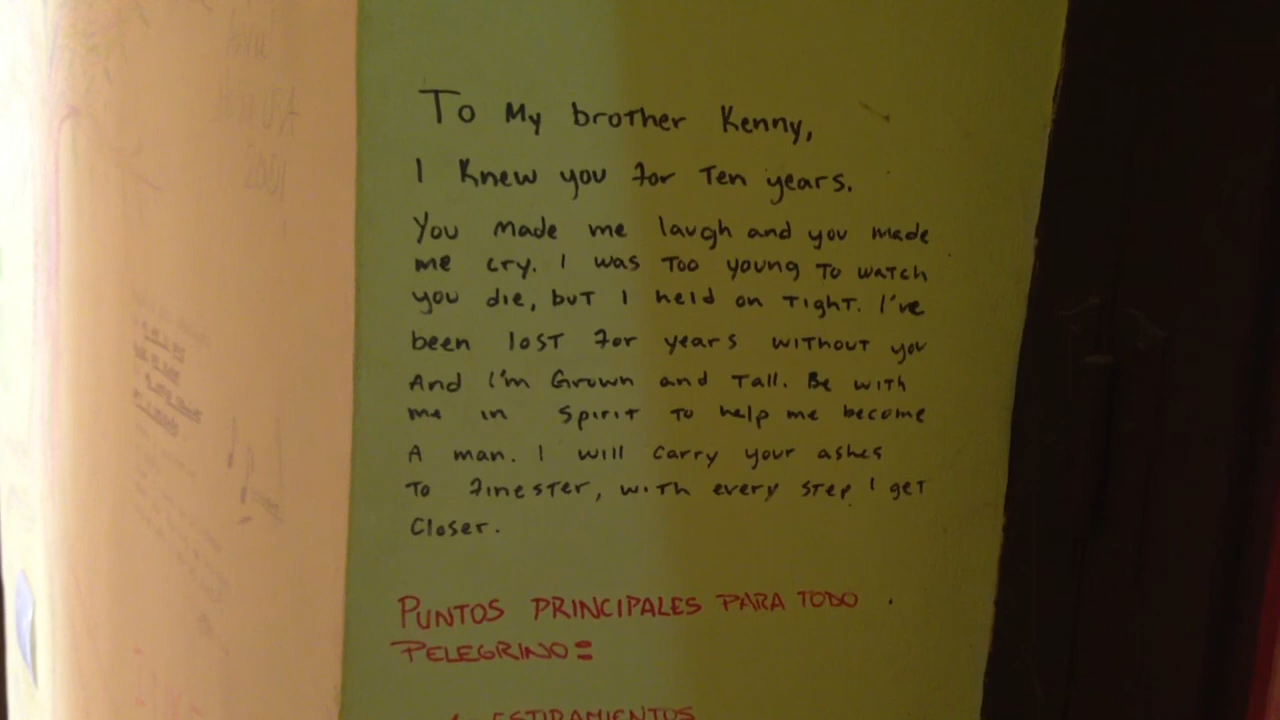 To My brother Kenny,
I Knew you for Ten years.
You made me laugh and you made
me cry. I was Too young To watch
you die, but I held on Tight. I've
been lost for years without you
And I'm Grown and Tall. Be with
me in Spirit To help me become
A man. I will carry your ashes
To finester, with every step I get
Closer.
PUNTOS PRINCIPALES PARA TODO
PELEGRINO:
ESTIRAMIENTOS